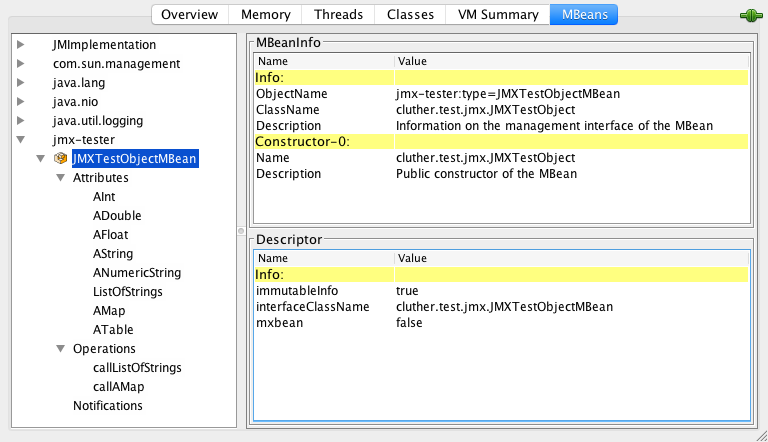 Overview Memory Threads Classes VM Summary MBeans
JMImplementation
com.sun.management
java.lang
java.nio
java.util.logging
jmx-tester
JMXTestObjectMBean
Attributes
AInt
ADouble
AFloat
AString
ANumericString
ListOfStrings
AMap
ATable
Operations
callListOfStrings
callAMap
Notifications
MBeanInfo
Name Value
Info:
ObjectName jmx-tester:type=JMXTestObjectMBean
ClassName cluther.test.jmx.JMXTestObject
Description Information on the management interface of the MBean
Constructor-0:
Name cluther.test.jmx.JMXTestObject
Description Public constructor of the MBean
Descriptor
Name Value
Info:
immutableInfo true
interfaceClassName cluther.test.jmx.JMXTestObjectMBean
mxbean false